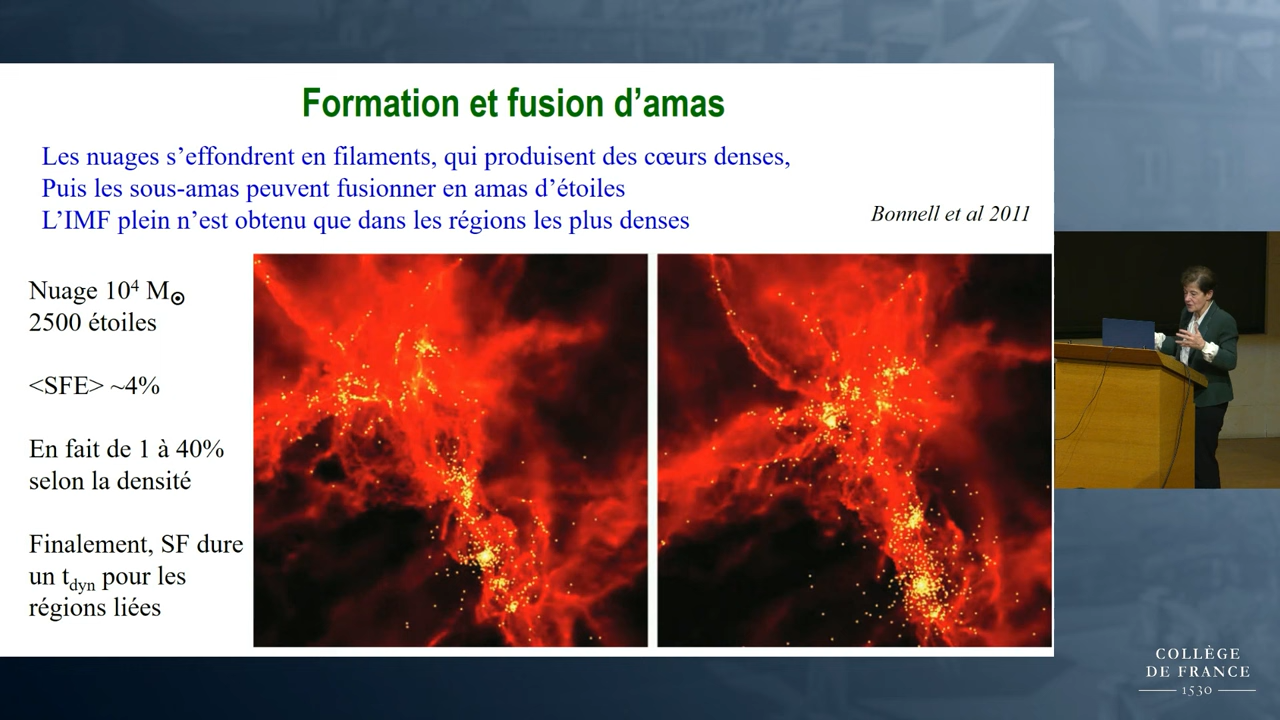 Formation et fusion d’amas
Les nuages s’effondrent en filaments, qui produisent des cœurs denses,
Puis les sous-amas peuvent fusionner en amas d’étoiles
L’IMF plein n’est obtenu que dans les régions les plus denses
Bonnell et al 2011
Nuage 10⁴ M☉
2500 étoiles
<SFE> ~4%
En fait de 1 à 40%
selon la densité
Finalement, SF dure
un tdyn pour les
régions liées
COLLÈGE
DE FRANCE
1530